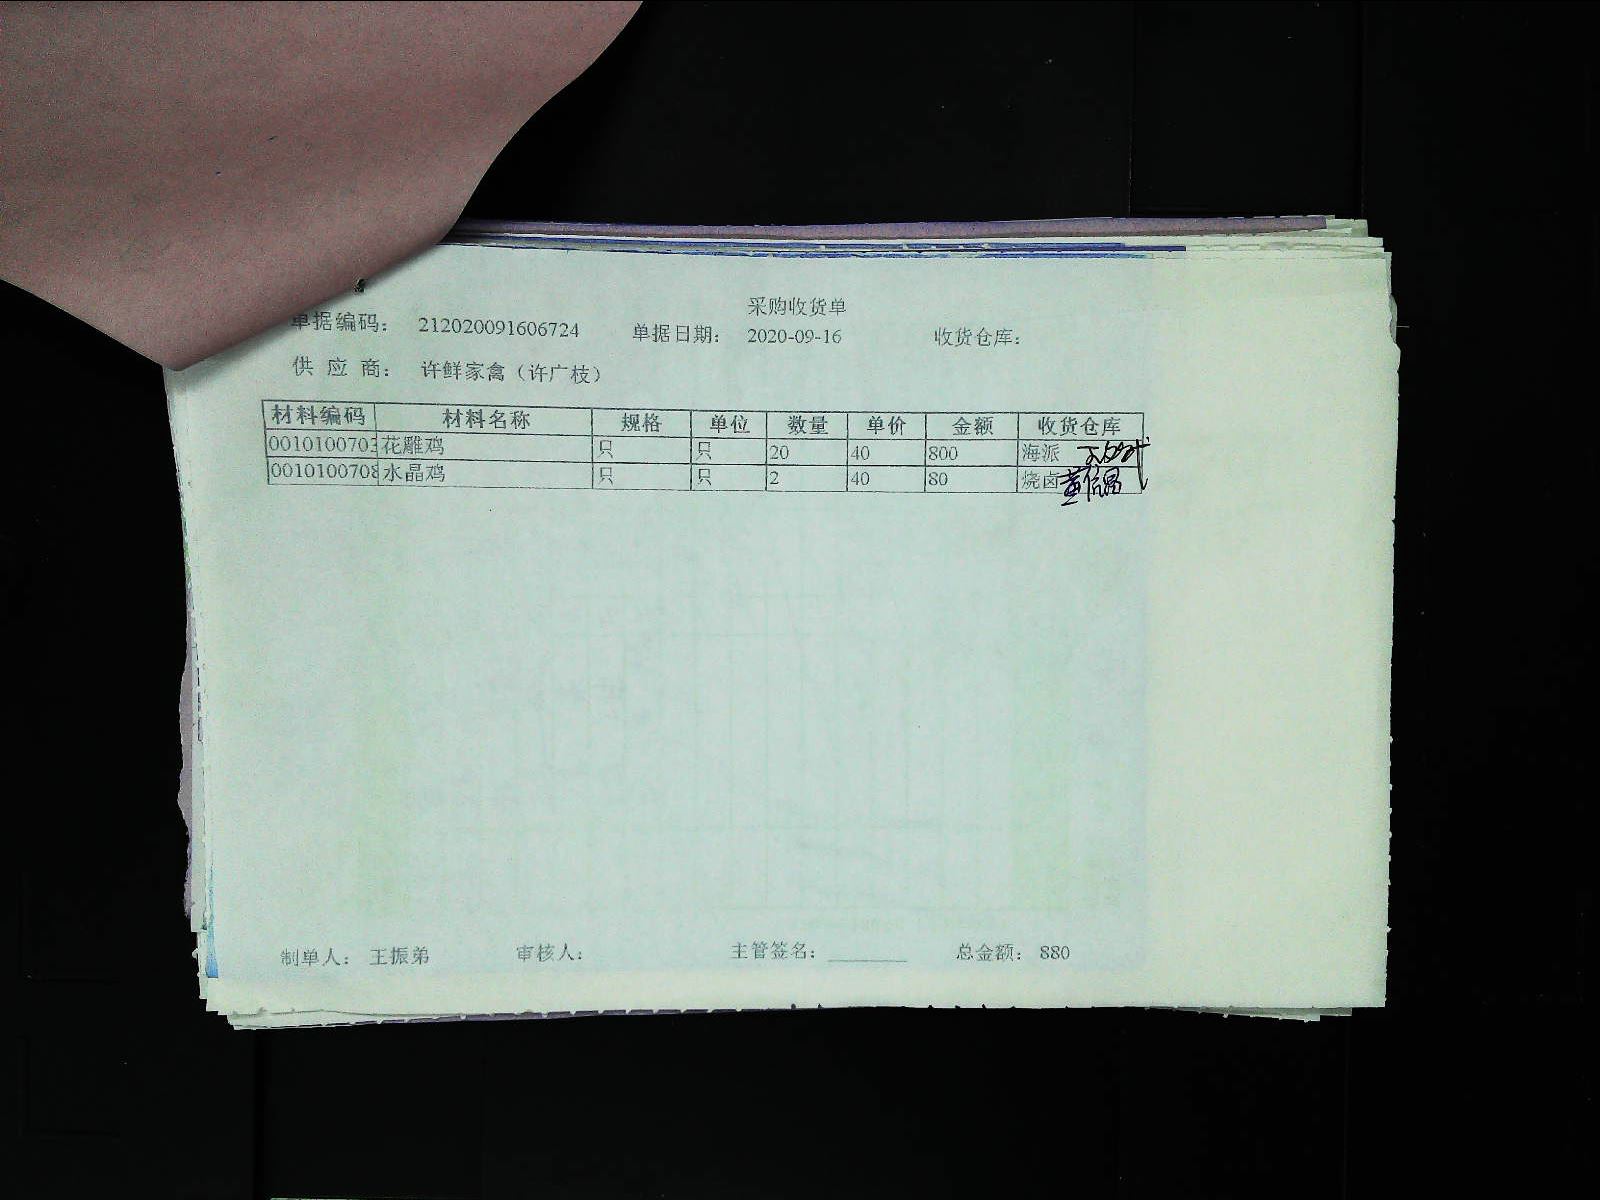 采购收货单
单据编码： 212020091606724 单据日期： 2020-09-16 收货仓库：
供 应 商： 许鲜家禽（许广枝）
材料编码 材料名称 规格 单位 数量 单价 金额 收货仓库
0010100703 花雕鸡 只 只 20 40 800 海派
0010100708 水晶鸡 只 只 2 40 80 烧卤 黄信昌
制单人： 王振弟 审核人： 主管签名： 总金额： 880